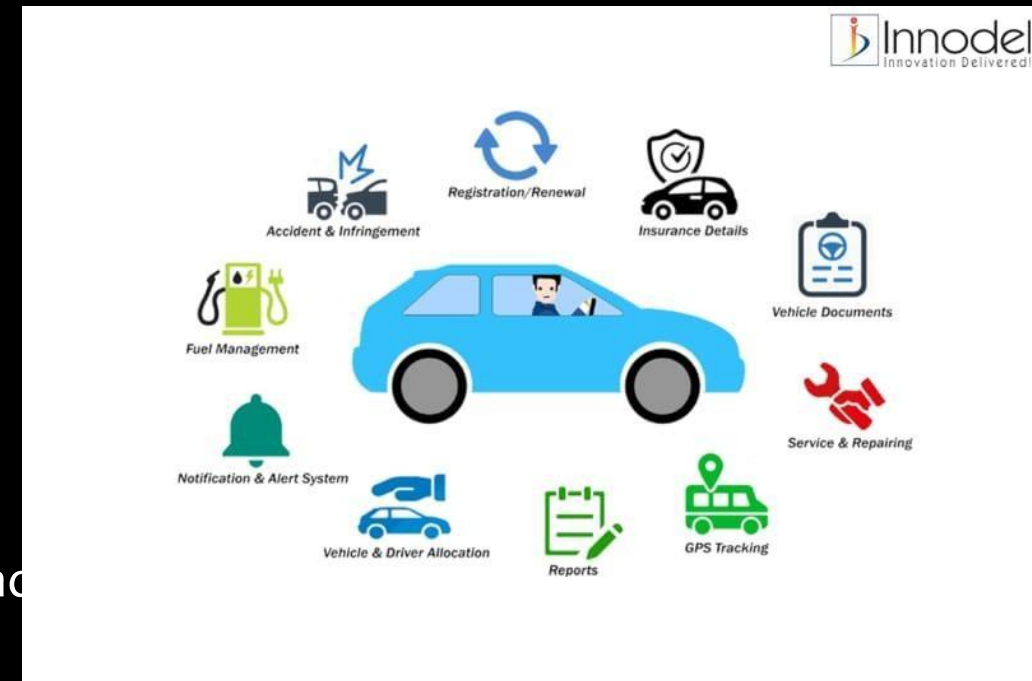 Innodel
Innovation Delivered!
Registration/Renewal
Accident & Infringement
Insurance Details
Vehicle Documents
Fuel Management
Service & Repairing
Notification & Alert System
Vehicle & Driver Allocation
GPS Tracking
Reports